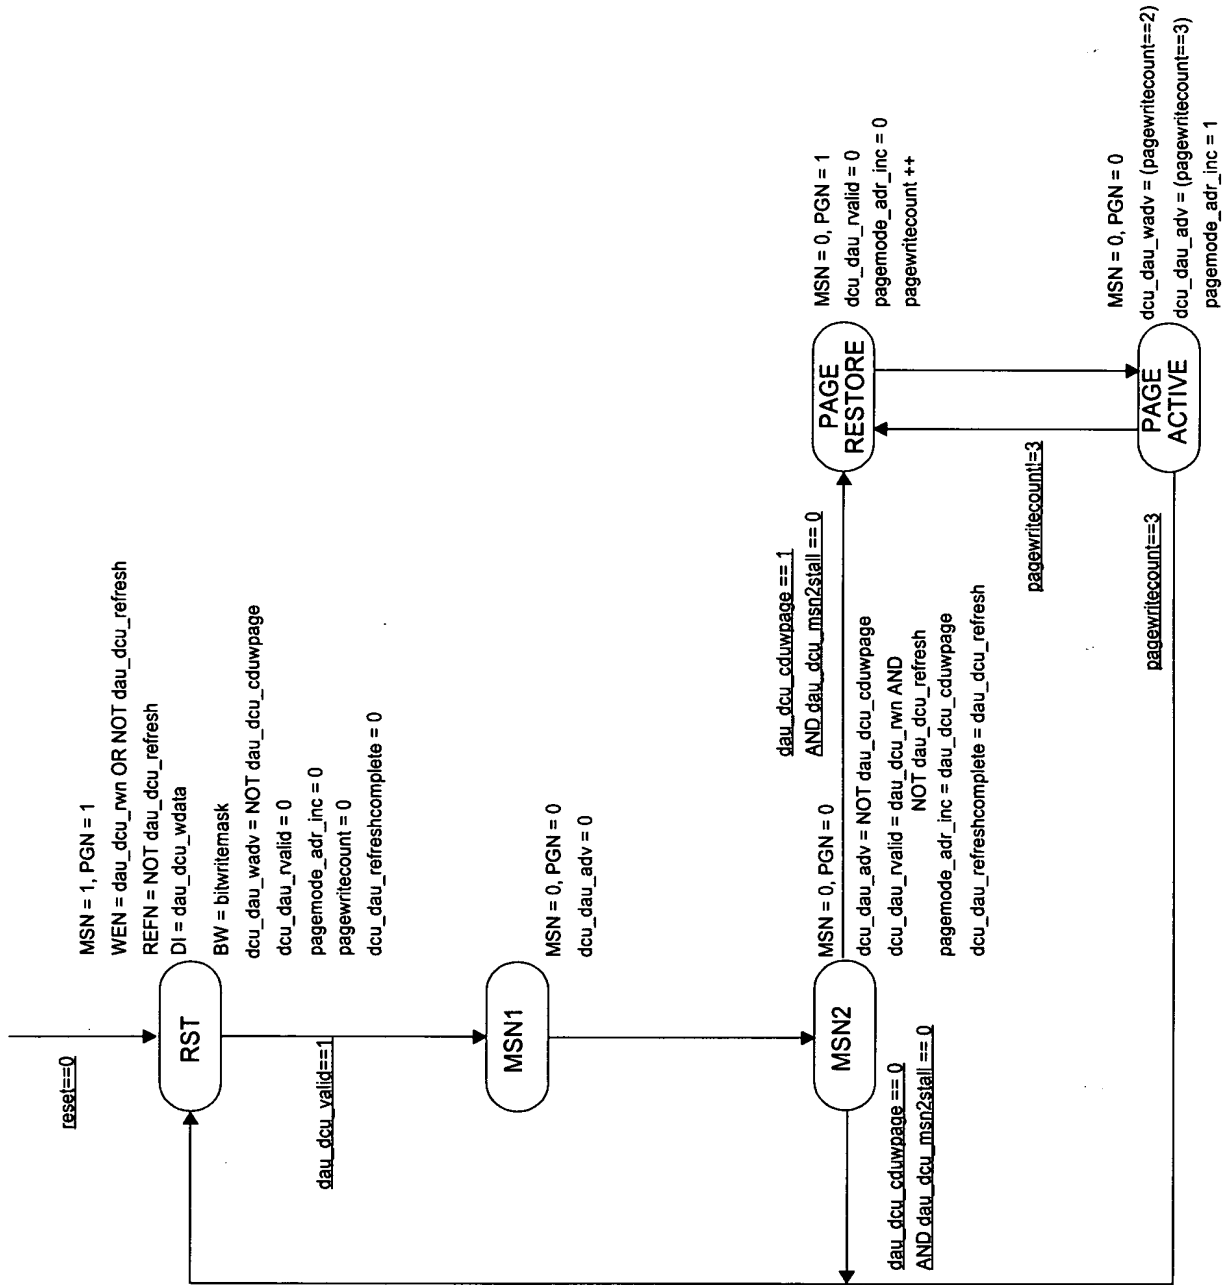 reset==0
RST
MSN = 1, PGN = 1
WEN = dau_dcu_rwn OR NOT dau_dcu_refresh
REFN = NOT dau_dcu_refresh
DI = dau_dcu_wdata
BW = bitwritemask
dcu_dau_wadv = NOT dau_dcu_cduwpage
dcu_dau_rvalid = 0
pagemode_adr_inc = 0
pagewritecount = 0
dcu_dau_refreshcomplete = 0
dau_dcu_valid==1
MSN1
MSN = 0, PGN = 0
dcu_dau_adv = 0
MSN2
MSN = 0, PGN = 0
dcu_dau_adv = NOT dau_dcu_cduwpage
dcu_dau_rvalid = dau_dcu_rwn AND
NOT dau_dcu_refresh
pagemode_adr_inc = dau_dcu_cduwpage
dcu_dau_refreshcomplete = dau_dcu_refresh
dau_dcu_cduwpage == 0
AND dau_dcu_msn2stall == 0
dau_dcu_cduwpage == 1
AND dau_dcu_msn2stall == 0
PAGE
RESTORE
MSN = 0, PGN = 1
dcu_dau_rvalid = 0
pagemode_adr_inc = 0
pagewritecount ++
pagewritecount!=3
pagewritecount==3
PAGE
ACTIVE
MSN = 0, PGN = 0
dcu_dau_wadv = (pagewritecount==2)
dcu_dau_adv = (pagewritecount==3)
pagemode_adr_inc = 1